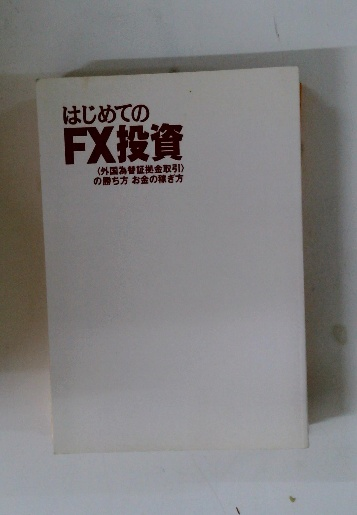 はじめての
FX投資
〈外国為替証拠金取引〉
の勝ち方 お金の稼ぎ方